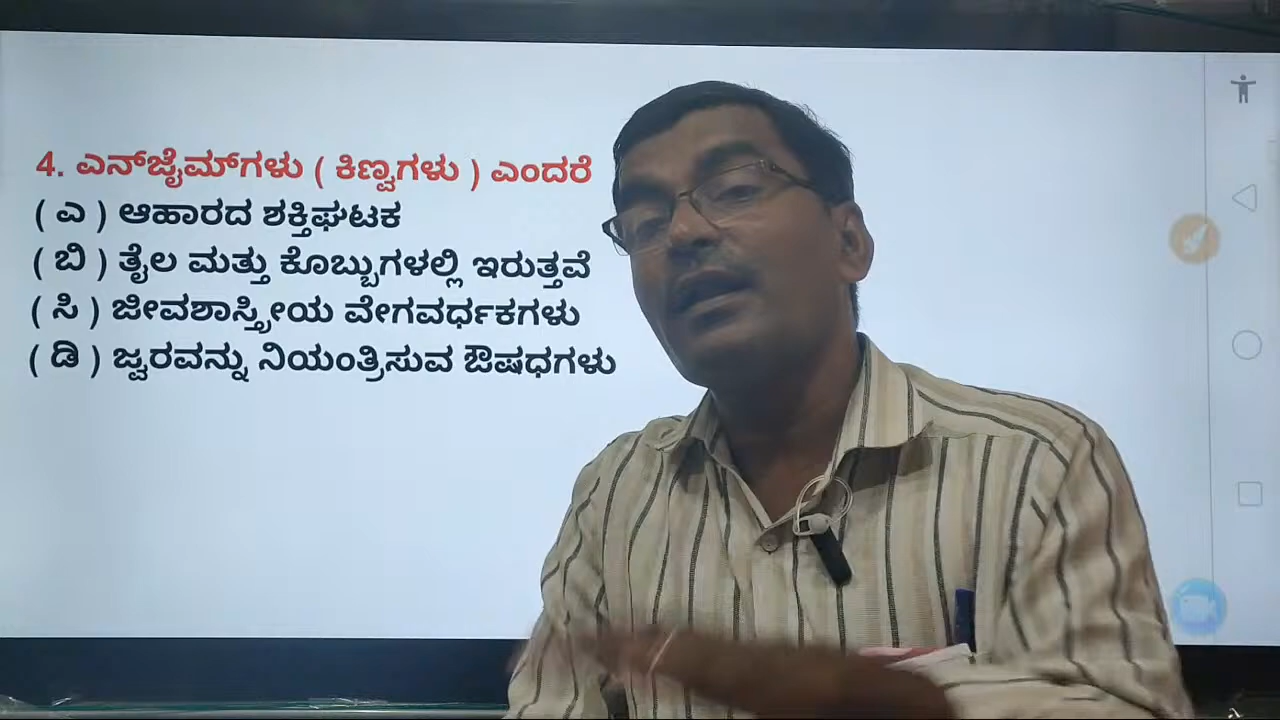 4. ಎನ್‌ಜೈಮ್‌ಗಳು ( ಕಿಣ್ವಗಳು ) ಎಂದರೆ
( ಎ ) ಆಹಾರದ ಶಕ್ತಿಘಟಕ
( ಬಿ ) ತೈಲ ಮತ್ತು ಕೊಬ್ಬುಗಳಲ್ಲಿ ಇರುತ್ತವೆ
( ಸಿ ) ಜೀವಶಾಸ್ತ್ರೀಯ ವೇಗವರ್ಧಕಗಳು
( ಡಿ ) ಜ್ವರವನ್ನು ನಿಯಂತ್ರಿಸುವ ಔಷಧಗಳು